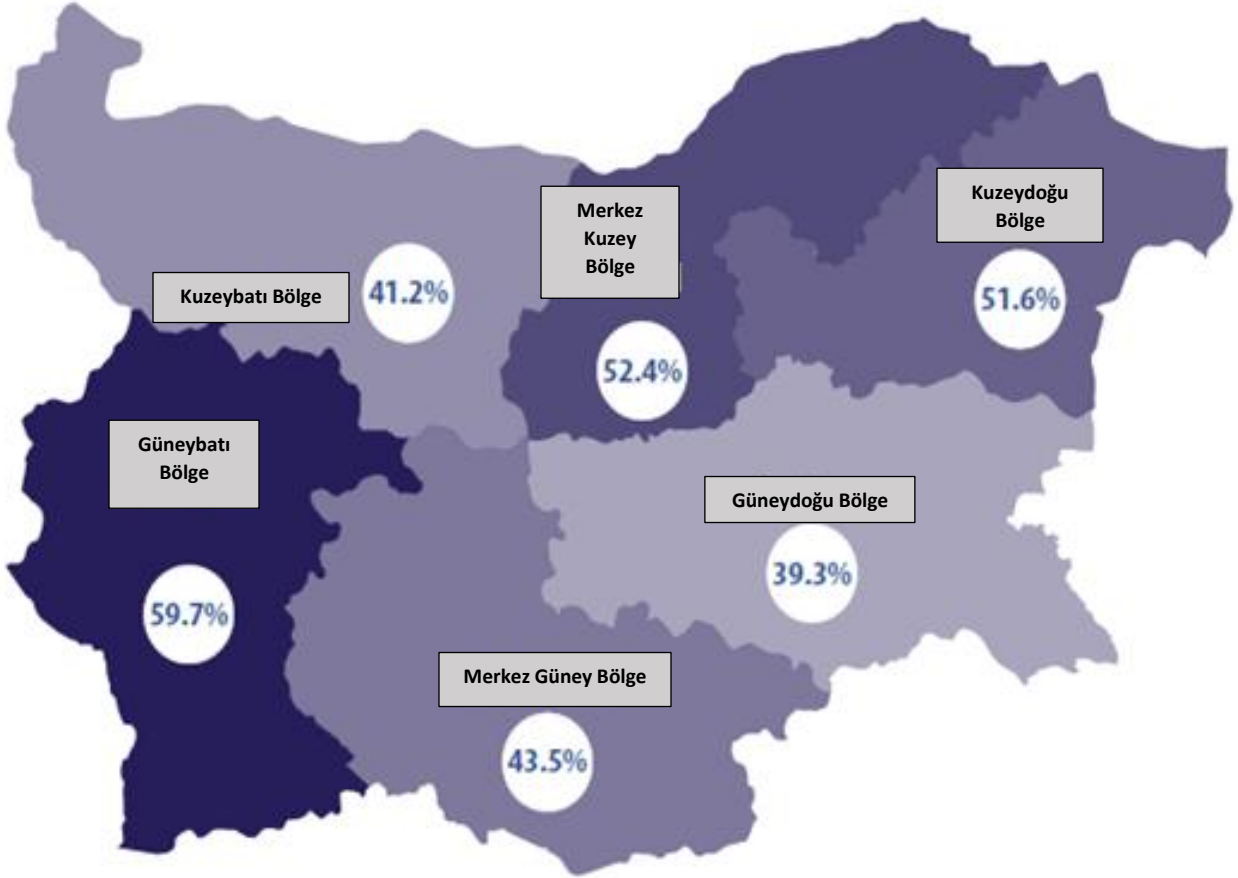 Merkez
Kuzey
Bölge
Kuzeydoğu
Bölge
Kuzeybatı Bölge
41.2%
51.6%
52.4%
Güneybatı
Bölge
Güneydoğu Bölge
39.3%
59.7%
Merkez Güney Bölge
43.5%